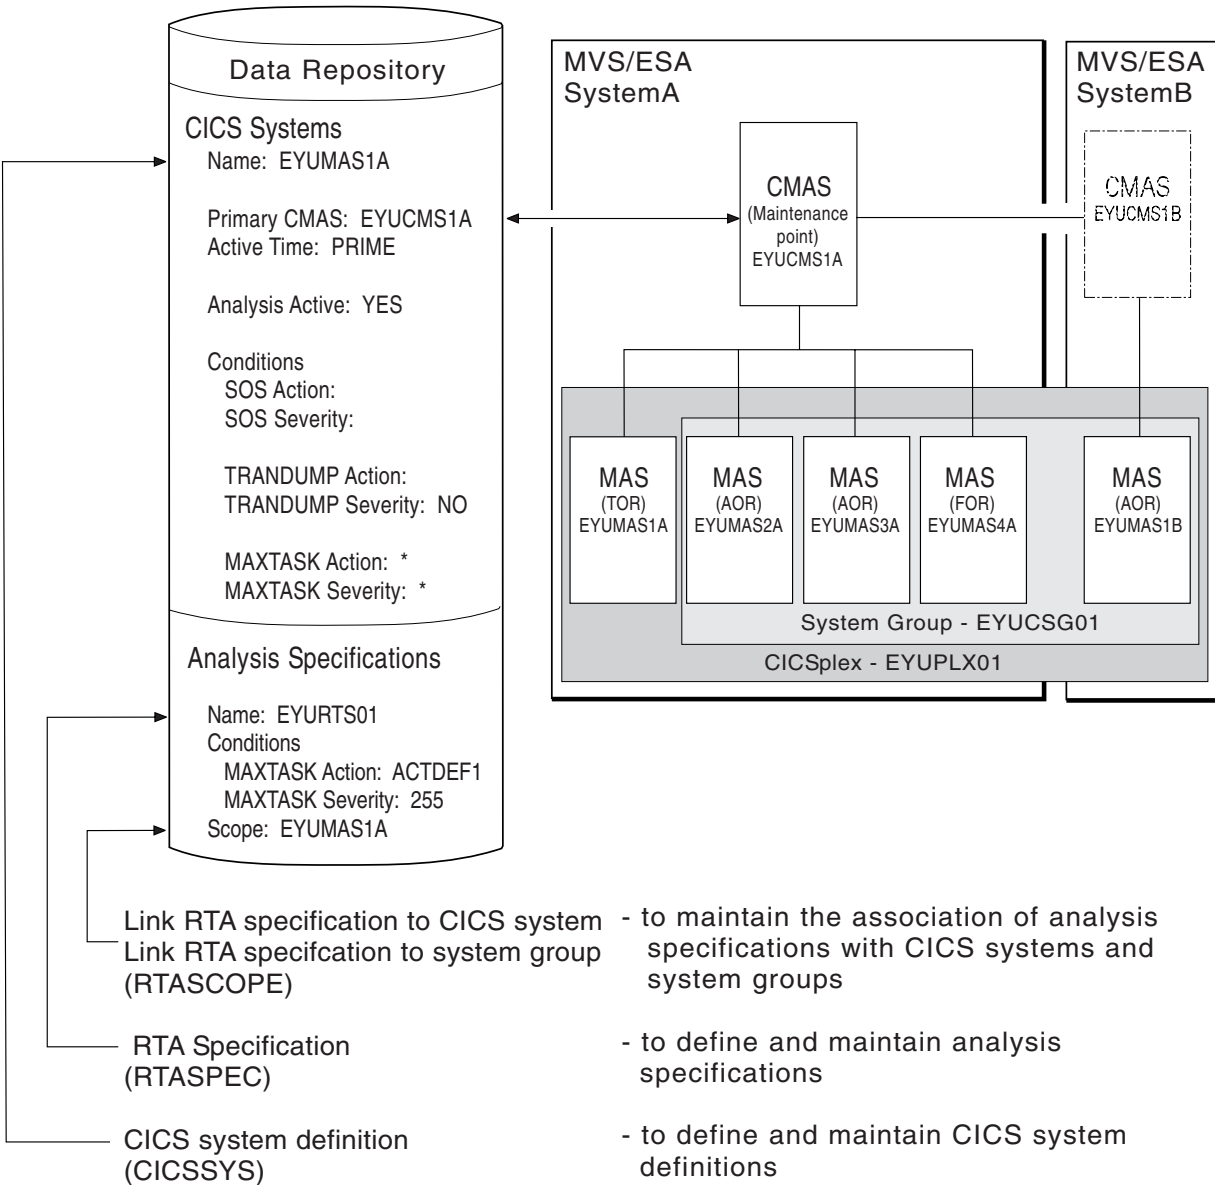 Data Repository
CICS Systems
Name: EYUMAS1A
Primary CMAS: EYUCMS1A
Active Time: PRIME
Analysis Active: YES
Conditions
SOS Action:
SOS Severity:
TRANDUMP Action:
TRANDUMP Severity: NO
MAXTASK Action: *
MAXTASK Severity: *
Analysis Specifications
Name: EYURTS01
Conditions
MAXTASK Action: ACTDEF1
MAXTASK Severity: 255
Scope: EYUMAS1A
MVS/ESA
SystemA
CMAS
(Maintenance
point)
EYUCMS1A
MVS/ESA
SystemB
CMAS
EYUCMS1B
MAS
(TOR)
EYUMAS1A
MAS
(AOR)
EYUMAS2A
MAS
(AOR)
EYUMAS3A
MAS
(FOR)
EYUMAS4A
MAS
(AOR)
EYUMAS1B
System Group - EYUCSG01
CICSplex - EYUPLX01
Link RTA specification to CICS system
Link RTA specifcation to system group
(RTASCOPE)
- to maintain the association of analysis
specifications with CICS systems and
system groups
RTA Specification
(RTASPEC)
- to define and maintain analysis
specifications
CICS system definition
(CICSSYS)
- to define and maintain CICS system
definitions